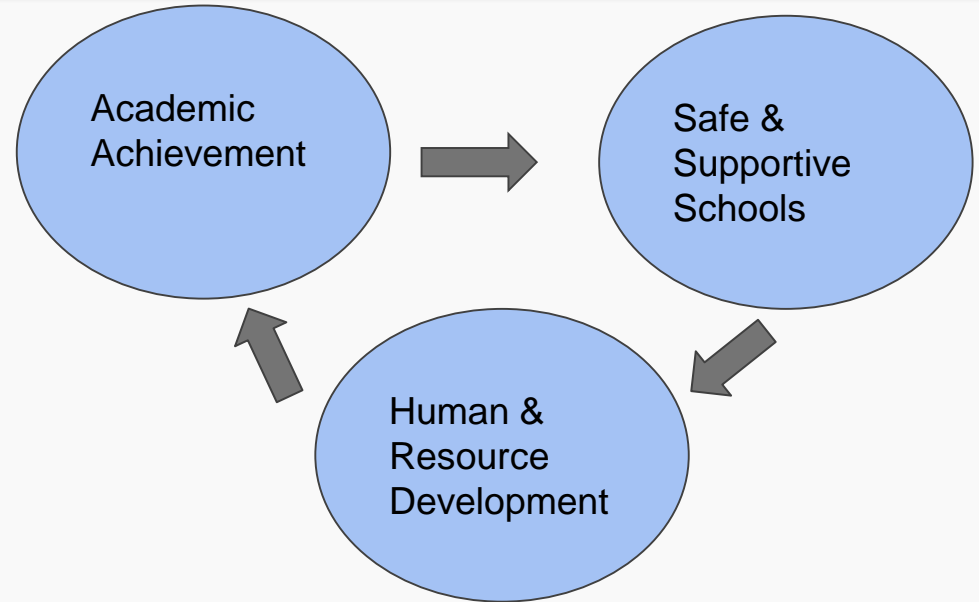 Academic
Achievement
Safe &
Supportive
Schools
Human &
Resource
Development